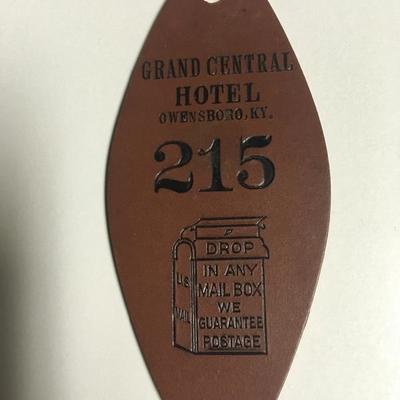 GRAND CENTRAL
HOTEL
OWENSBORO, KY.
215
DROP
IN ANY
MAIL BOX
WE
GUARANTEE
POSTAGE
U.S
MAIL